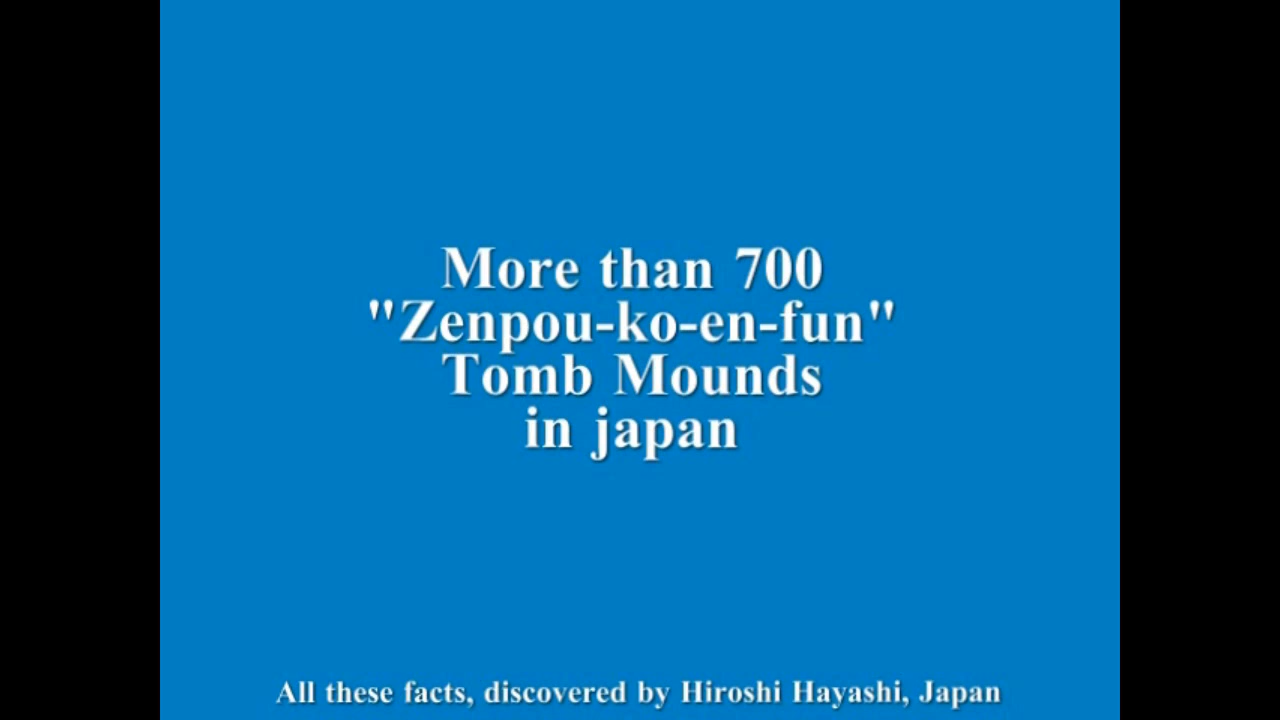 More than 700
"Zenpou-ko-en-fun"
Tomb Mounds
in japan
All these facts, discovered by Hiroshi Hayashi, Japan